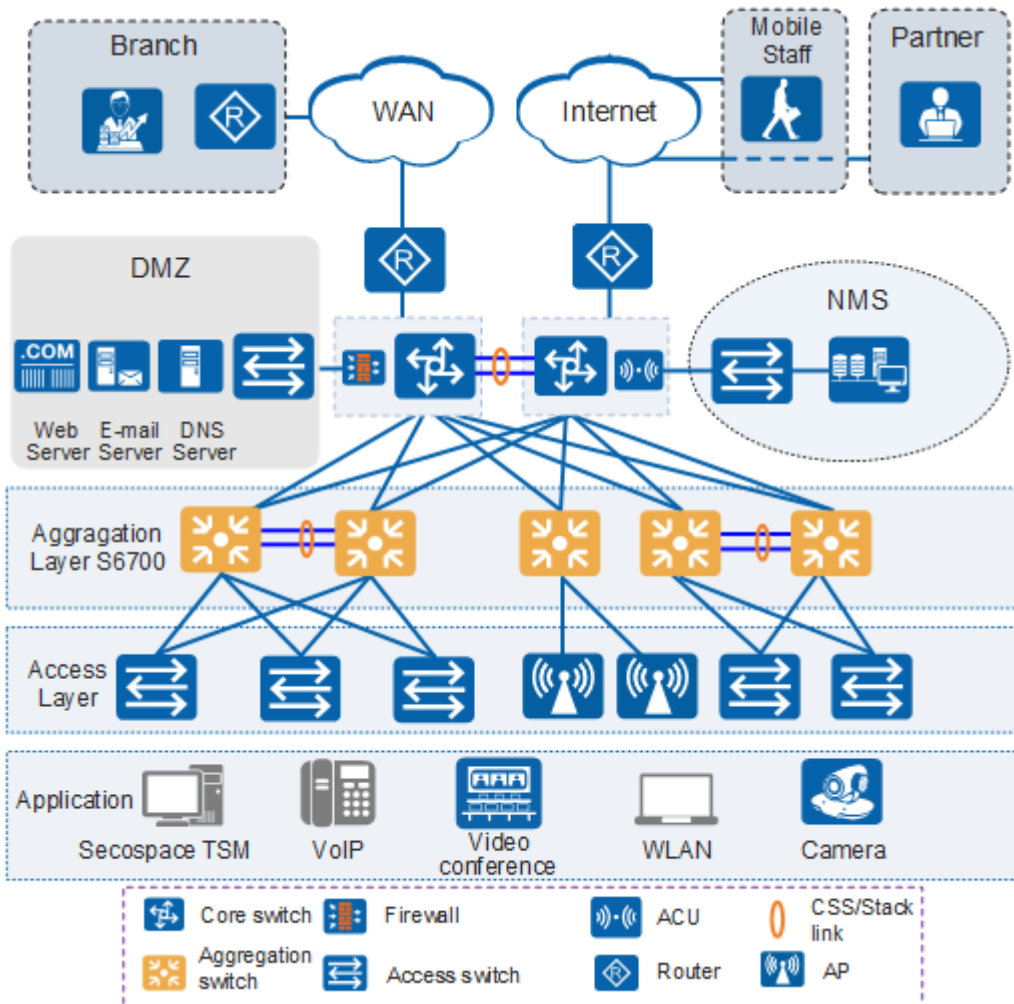 Branch
WAN
Internet
Mobile
Staff
Partner
R
R
R
DMZ
NMS
.COM
Web
Server
E-mail
Server
DNS
Server
Aggragation
Layer S6700
Access
Layer
Application
Secospace TSM
VoIP
Video
conference
WLAN
Camera
Core switch
Firewall
ACU
CSS/Stack
link
Aggregation
switch
Access switch
R
Router
AP